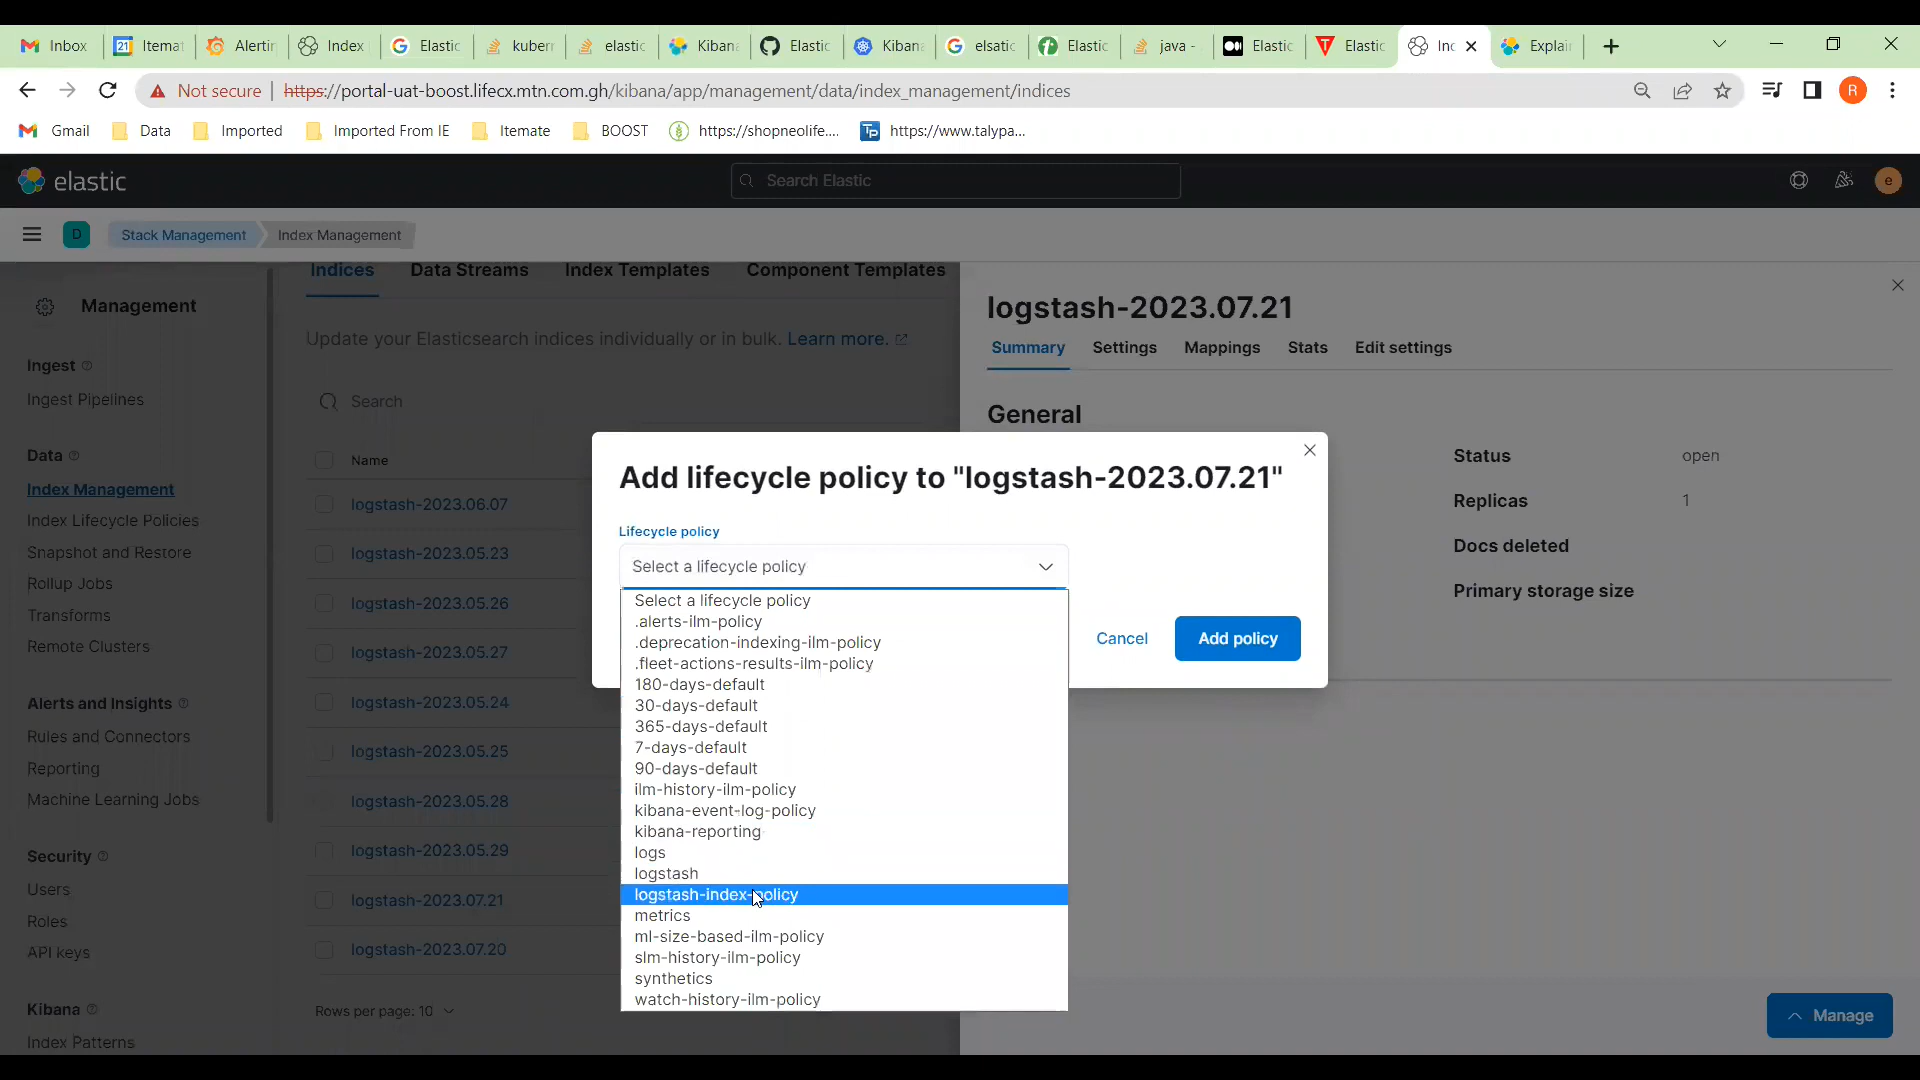 Inbox
Itemat
Alertin
Index
Elastic
kubern
elastic
Kibana
Elastic
Kibana
elsatic
Elastic
java -
Elastic
Elastic
Inc
Explain
Not secure
https://portal-uat-boost.lifecx.mtn.com.gh/kibana/app/management/data/index_management/indices
R
Gmail
Data
Imported
Imported From IE
Itemate
BOOST
https://shopneolife....
https://www.talypa...
elastic
Search Elastic
e
D
Stack Management
Index Management
Management
Ingest
Ingest Pipelines
Data
Index Management
Index Lifecycle Policies
Snapshot and Restore
Rollup Jobs
Transforms
Remote Clusters
Alerts and Insights
Rules and Connectors
Reporting
Machine Learning Jobs
Security
Users
Roles
API keys
Kibana
Index Patterns
Indices
Data Streams
Index Templates
Component Templates
Update your Elasticsearch indices individually or in bulk. Learn more.
Search
Name
logstash-2023.06.07
logstash-2023.05.23
logstash-2023.05.26
logstash-2023.05.27
logstash-2023.05.24
logstash-2023.05.25
logstash-2023.05.28
logstash-2023.05.29
logstash-2023.07.21
logstash-2023.07.20
Rows per page: 10
logstash-2023.07.21
Summary
Settings
Mappings
Stats
Edit settings
General
Status open
Replicas 1
Docs deleted
Primary storage size
Manage
Add lifecycle policy to "logstash-2023.07.21"
Lifecycle policy
Select a lifecycle policy
Select a lifecycle policy
.alerts-ilm-policy
.deprecation-indexing-ilm-policy
.fleet-actions-results-ilm-policy
180-days-default
30-days-default
365-days-default
7-days-default
90-days-default
ilm-history-ilm-policy
kibana-event-log-policy
kibana-reporting
logs
logstash
logstash-index-policy
metrics
ml-size-based-ilm-policy
slm-history-ilm-policy
synthetics
watch-history-ilm-policy
Cancel
Add policy